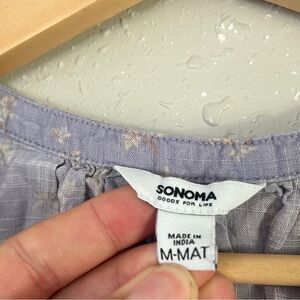 SONOMA
GOODS FOR LIFE
MADE IN
INDIA
M-MAT